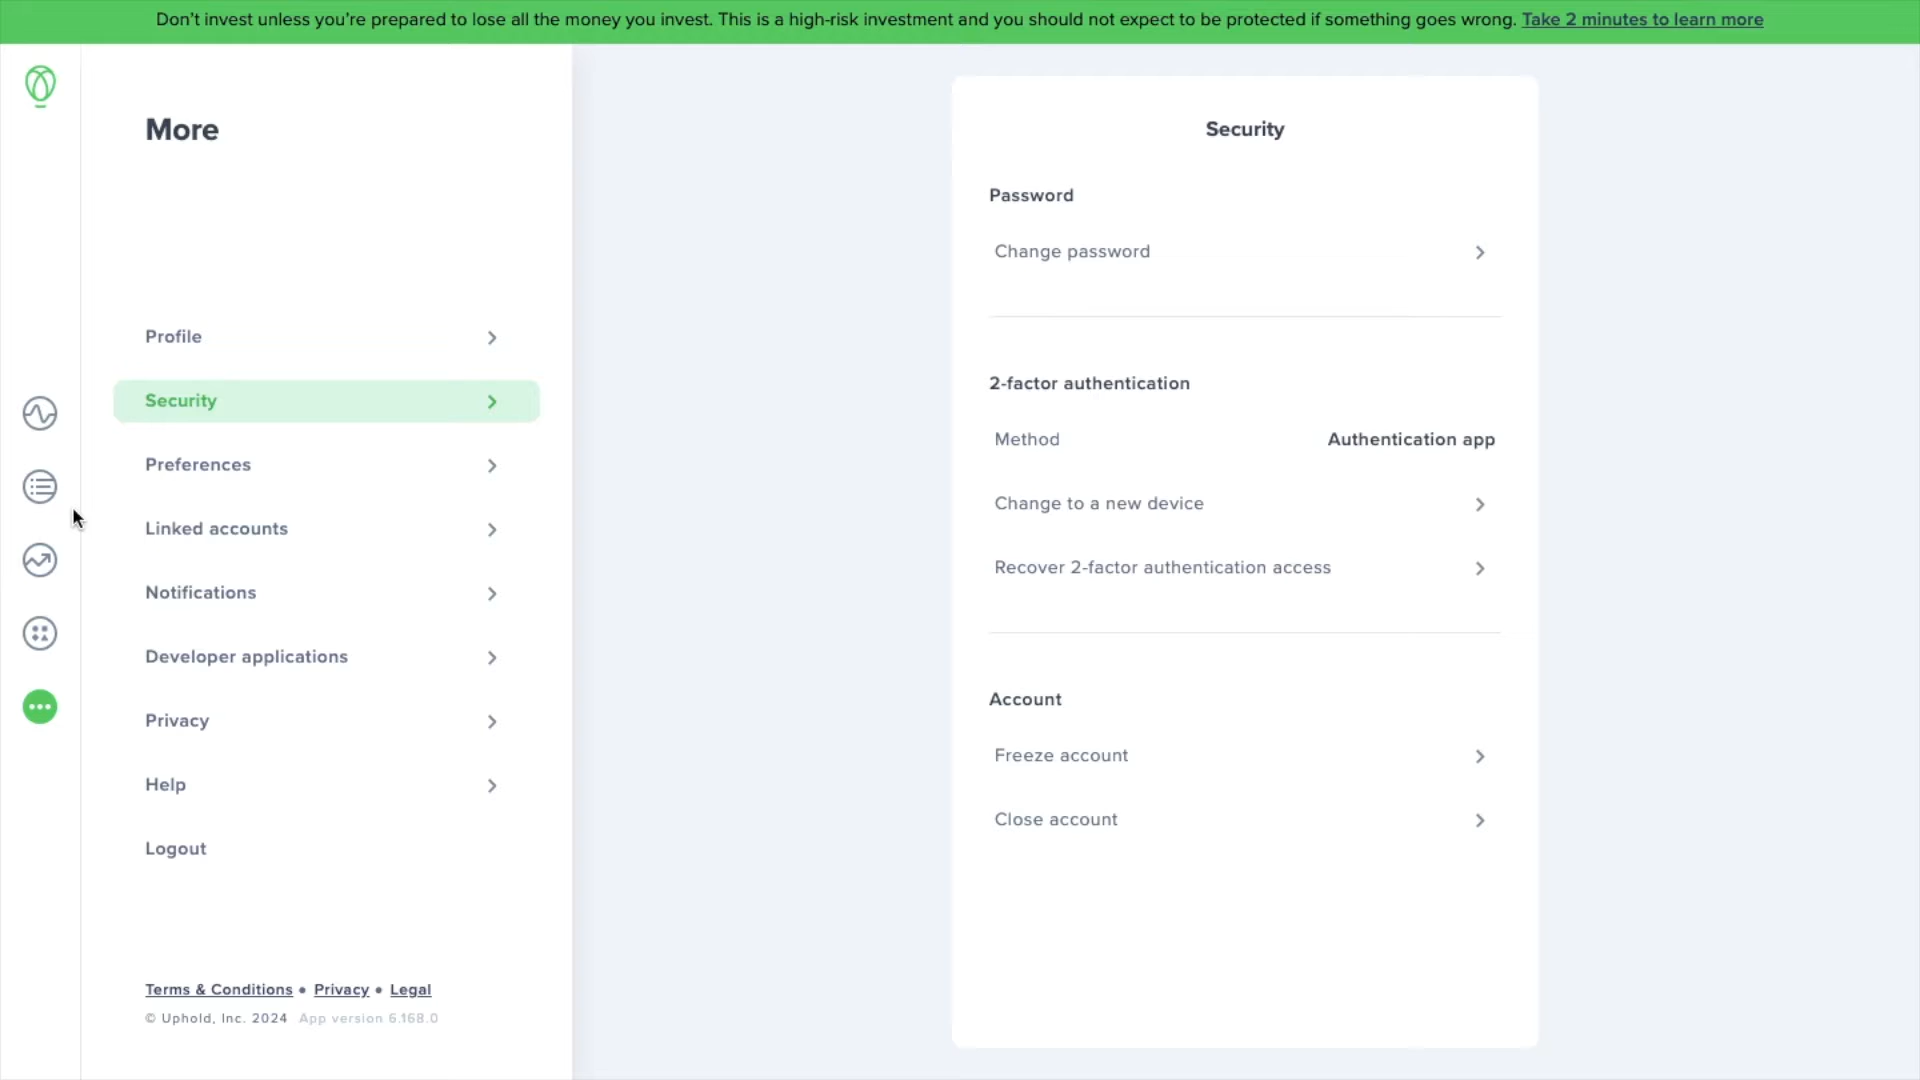 Don’t invest unless you’re prepared to lose all the money you invest. This is a high-risk investment and you should not expect to be protected if something goes wrong. Take 2 minutes to learn more
More
Profile
Security
Preferences
Linked accounts
Notifications
Developer applications
Privacy
Help
Logout
Terms & Conditions • Privacy • Legal
© Uphold, Inc. 2024 App version 6.168.0
Security
Password
Change password
2-factor authentication
Method Authentication app
Change to a new device
Recover 2-factor authentication access
Account
Freeze account
Close account